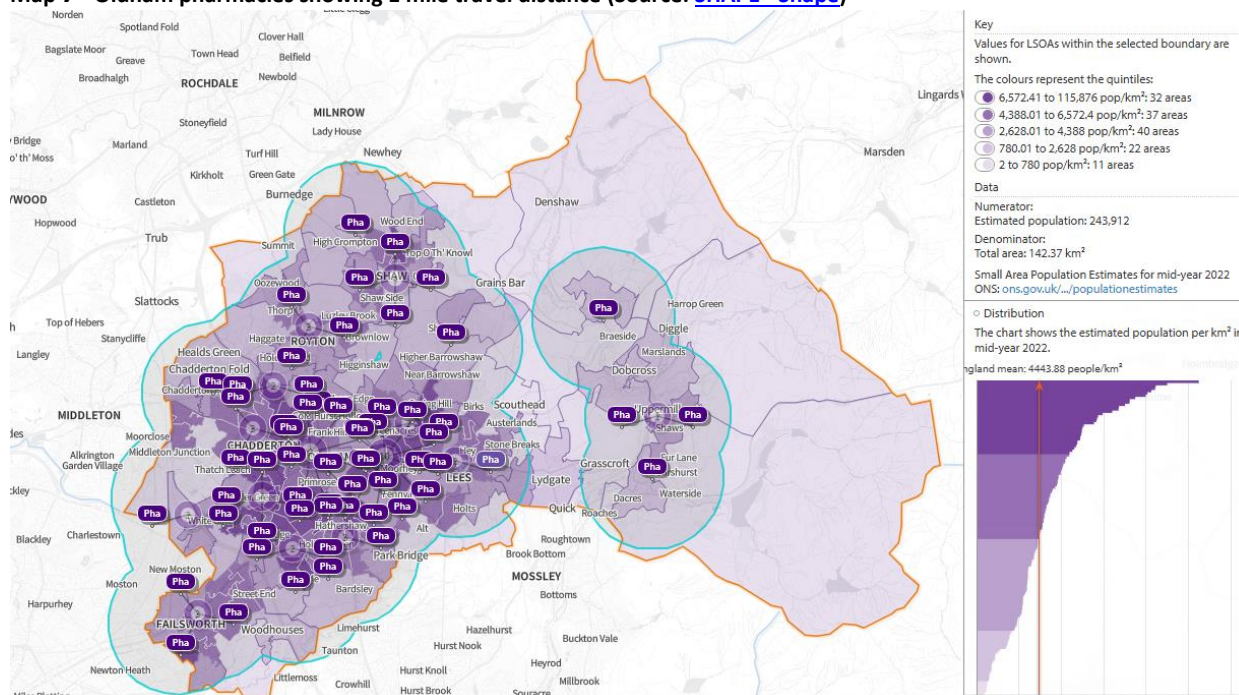 Map 7 - Oldham pharmacies showing 1 mile travel distance (Source: SHAPE - Shape)
Norden
Spotland Fold
Clover Hall
Bagslate Moor
Greave
Town Head
Belfield
Broadhalgh
ROCHDALE
Newbold
MILNROW
Stoneyfield
Lady House
Bridge
Marland
o' th' Moss
Turf Hill
Newhey
Kirkholt
Green Gate
Burnedge
YWOOD
Castleton
Hopwood
Trub
Summit
Slattocks
Top of Hebers
Stanycliffe
Langley
MIDDLETON
Moorclose
Middleton Junction
Alkrington
Garden Village
Blackley
Charlestown
New Moston
Moston
Harpurhey
Newton Heath
Lingards
Marsden
Denshaw
Wood End
High Crompton
Top O Th' Knowl
SHAW
Shaw Side
Grains Bar
Oozewood
Thorp
Luzley Brook
Haggate
ROYTON
Brownlow
Higginshaw
Higher Barrowshaw
Near Barrowshaw
Healds Green
Chadderton Fold
Birks
Scouthead
Austerlands
Stone Breaks
CHADDERTON
Thatch Leach
LEES
Primrose
Holts
Hathershaw
Alt
Park Bridge
Bardsley
Street End
FAILSWORTH
Woodhouses
Limehurst
Taunton
Littlemoss
Crowhill
Harrop Green
Diggle
Braeside
Marslands
Dobcross
Uppermill
Shaws
Fur Lane
Grasscroft
Lydgate
Waterside
Dacres
Quick
Roaches
Roughtown
Brook Bottom
MOSSLEY
Bottoms
Hazelhurst
Hurst Nook
Buckton Vale
Hurst Knoll
Heyrod
Millbrook
Hurst Brook
Pha
Key
Values for LSOAs within the selected boundary are
shown.
The colours represent the quintiles:
6,572.41 to 115,876 pop/km²: 32 areas
4,388.01 to 6,572.4 pop/km²: 37 areas
2,628.01 to 4,388 pop/km²: 40 areas
780.01 to 2,628 pop/km²: 22 areas
2 to 780 pop/km²: 11 areas
Data
Numerator:
Estimated population: 243,912
Denominator:
Total area: 142.37 km²
Small Area Population Estimates for mid-year 2022
ONS: ons.gov.uk/.../populationestimates
Distribution
The chart shows the estimated population per km² in
mid-year 2022.
ngland mean: 4443.88 people/km²